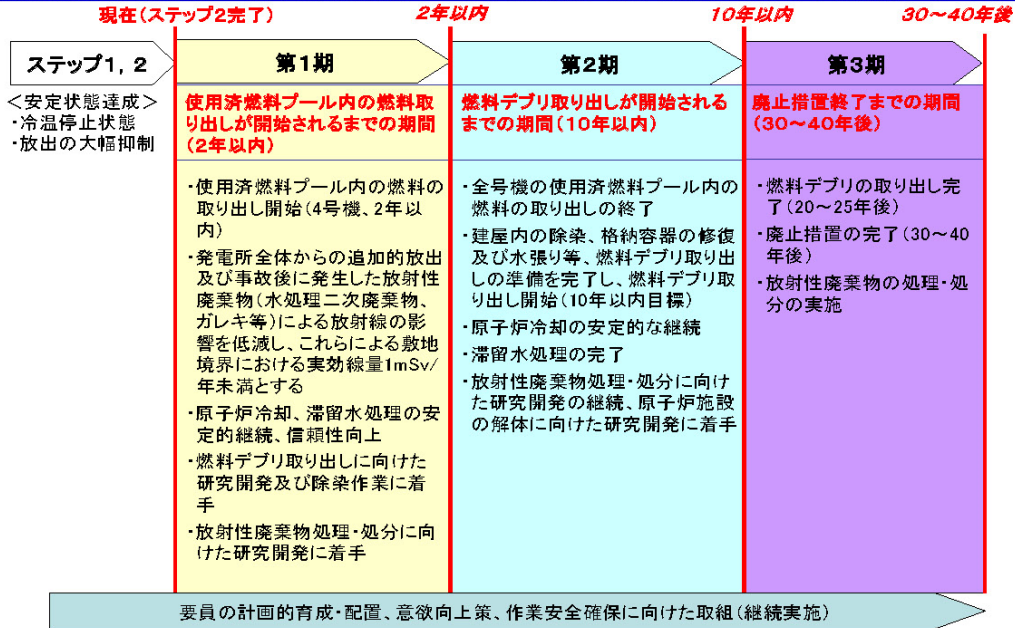 現在(ステップ2完了)
2年以内
10年以内
30～40年後
ステップ1, 2
第1期
第2期
第3期
＜安定状態達成＞
・冷温停止状態
・放出の大幅抑制
使用済燃料プール内の燃料取
り出しが開始されるまでの期間
(2年以内)
・使用済燃料プール内の燃料の
取り出し開始(4号機、2年以
内)
・発電所全体からの追加的放出
及び事故後に発生した放射性
廃棄物(水処理二次廃棄物、
ガレキ等)による放射線の影
響を低減し、これらによる敷地
境界における実効線量1mSv/
年未満とする
・原子炉冷却、滞留水処理の安
定的継続、信頼性向上
・燃料デブリ取り出しに向けた
研究開発及び除染作業に着
手
・放射性廃棄物処理・処分に向
けた研究開発に着手
燃料デブリ取り出しが開始される
までの期間(10年以内)
・全号機の使用済燃料プール内の
燃料の取り出しの終了
・建屋内の除染、格納容器の修復
及び水張り等、燃料デブリ取り出
しの準備を完了し、燃料デブリ取
り出し開始(10年以内目標)
・原子炉冷却の安定的な継続
・滞留水処理の完了
・放射性廃棄物処理・処分に向け
た研究開発の継続、原子炉施設
の解体に向けた研究開発に着手
廃止措置終了までの期間
(30～40年後)
・燃料デブリの取り出し完
了(20～25年後)
・廃止措置の完了(30～40
年後)
・放射性廃棄物の処理・処
分の実施
要員の計画的育成・配置、意欲向上策、作業安全確保に向けた取組(継続実施)